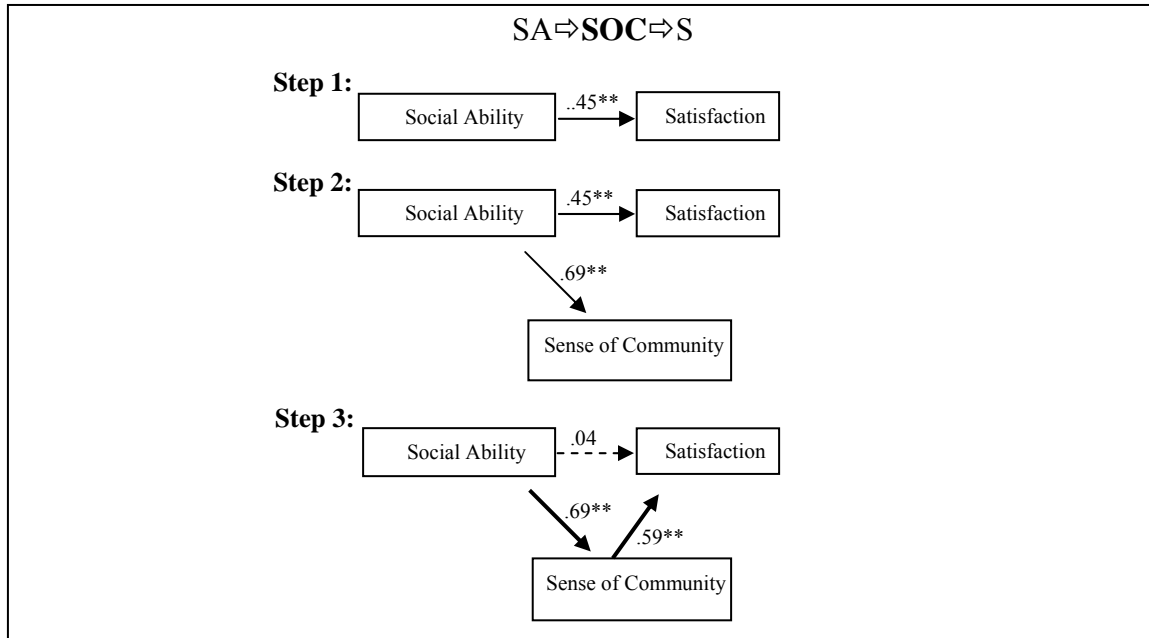 SA⇨SOC⇨S
Step 1:
Social Ability
..45**
Satisfaction
Step 2:
Social Ability
.45**
Satisfaction
.69**
Sense of Community
Step 3:
Social Ability
.04
Satisfaction
.69**
.59**
Sense of Community